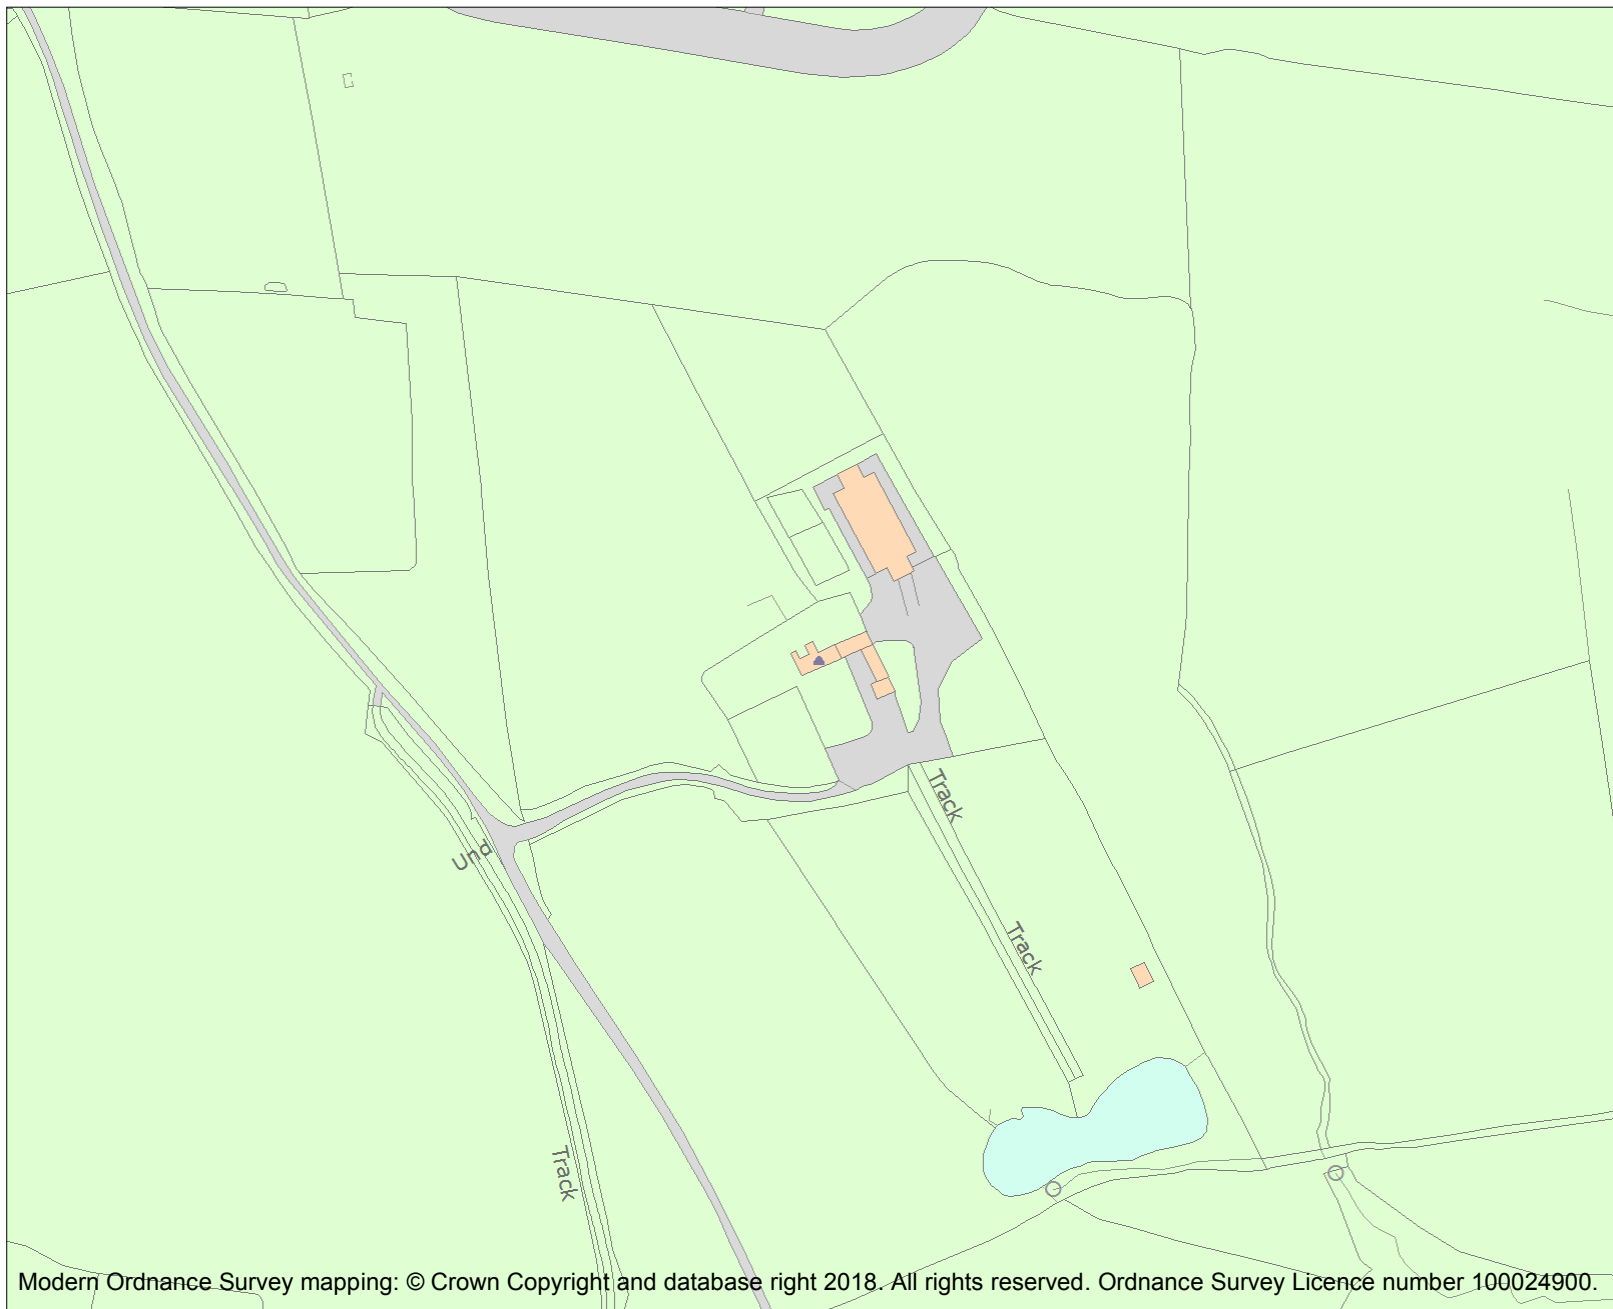 Track
Und
Track
Track
Modern Ordnance Survey mapping: © Crown Copyright and database right 2018. All rights reserved. Ordnance Survey Licence number 100024900.